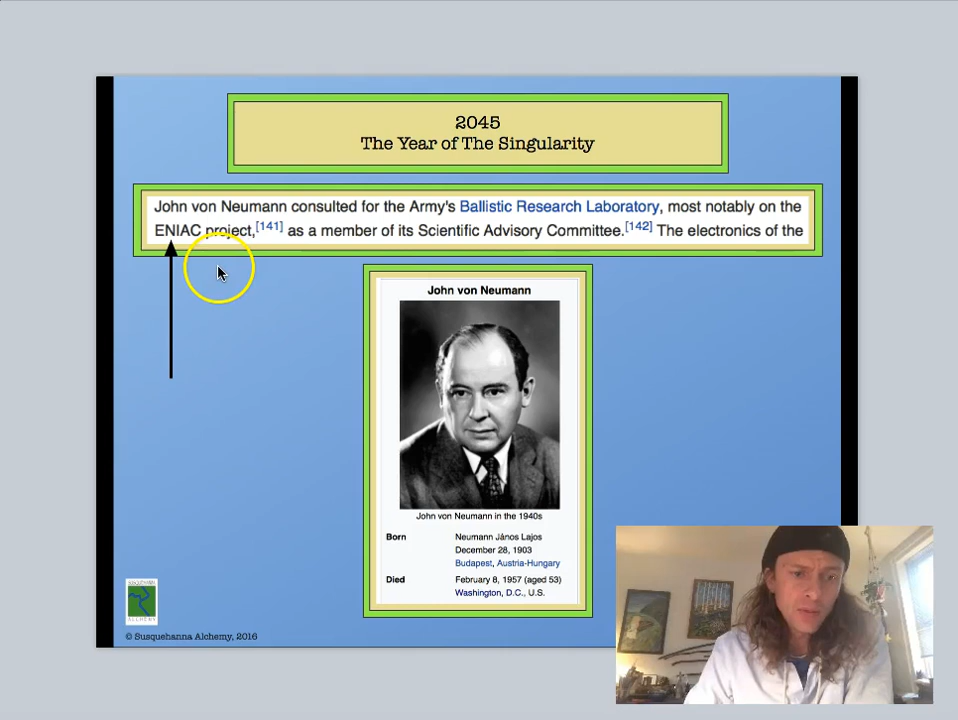 2045
The Year of The Singularity
John von Neumann consulted for the Army's Ballistic Research Laboratory, most notably on the
ENIAC project,[141] as a member of its Scientific Advisory Committee.[142] The electronics of the
John von Neumann
John von Neumann in the 1940s
Born Neumann János Lajos
December 28, 1903
Budapest, Austria-Hungary
Died February 8, 1957 (aged 53)
Washington, D.C., U.S.
SUSQUEHANNA
ALCHEMY
© Susquehanna Alchemy, 2016